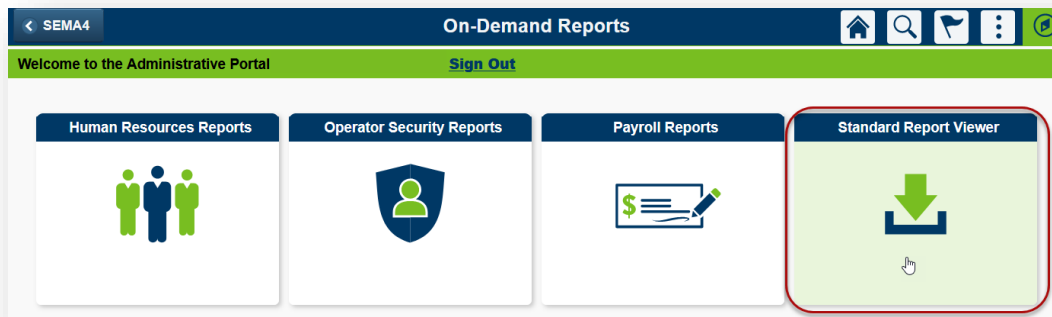 SEMA4
On-Demand Reports
Welcome to the Administrative Portal
Sign Out
Human Resources Reports
Operator Security Reports
Payroll Reports
Standard Report Viewer
$